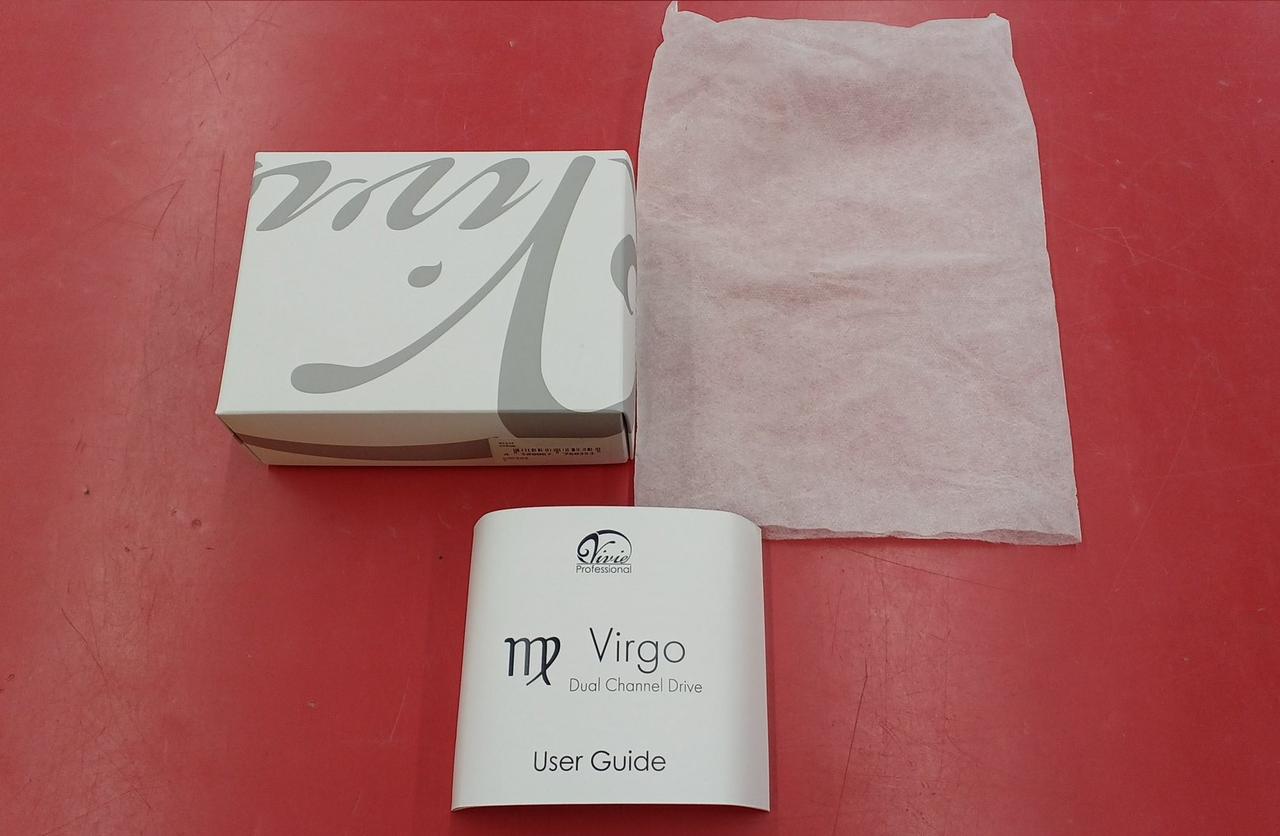 Vivie
Professional
Virgo
Dual Channel Drive
User Guide